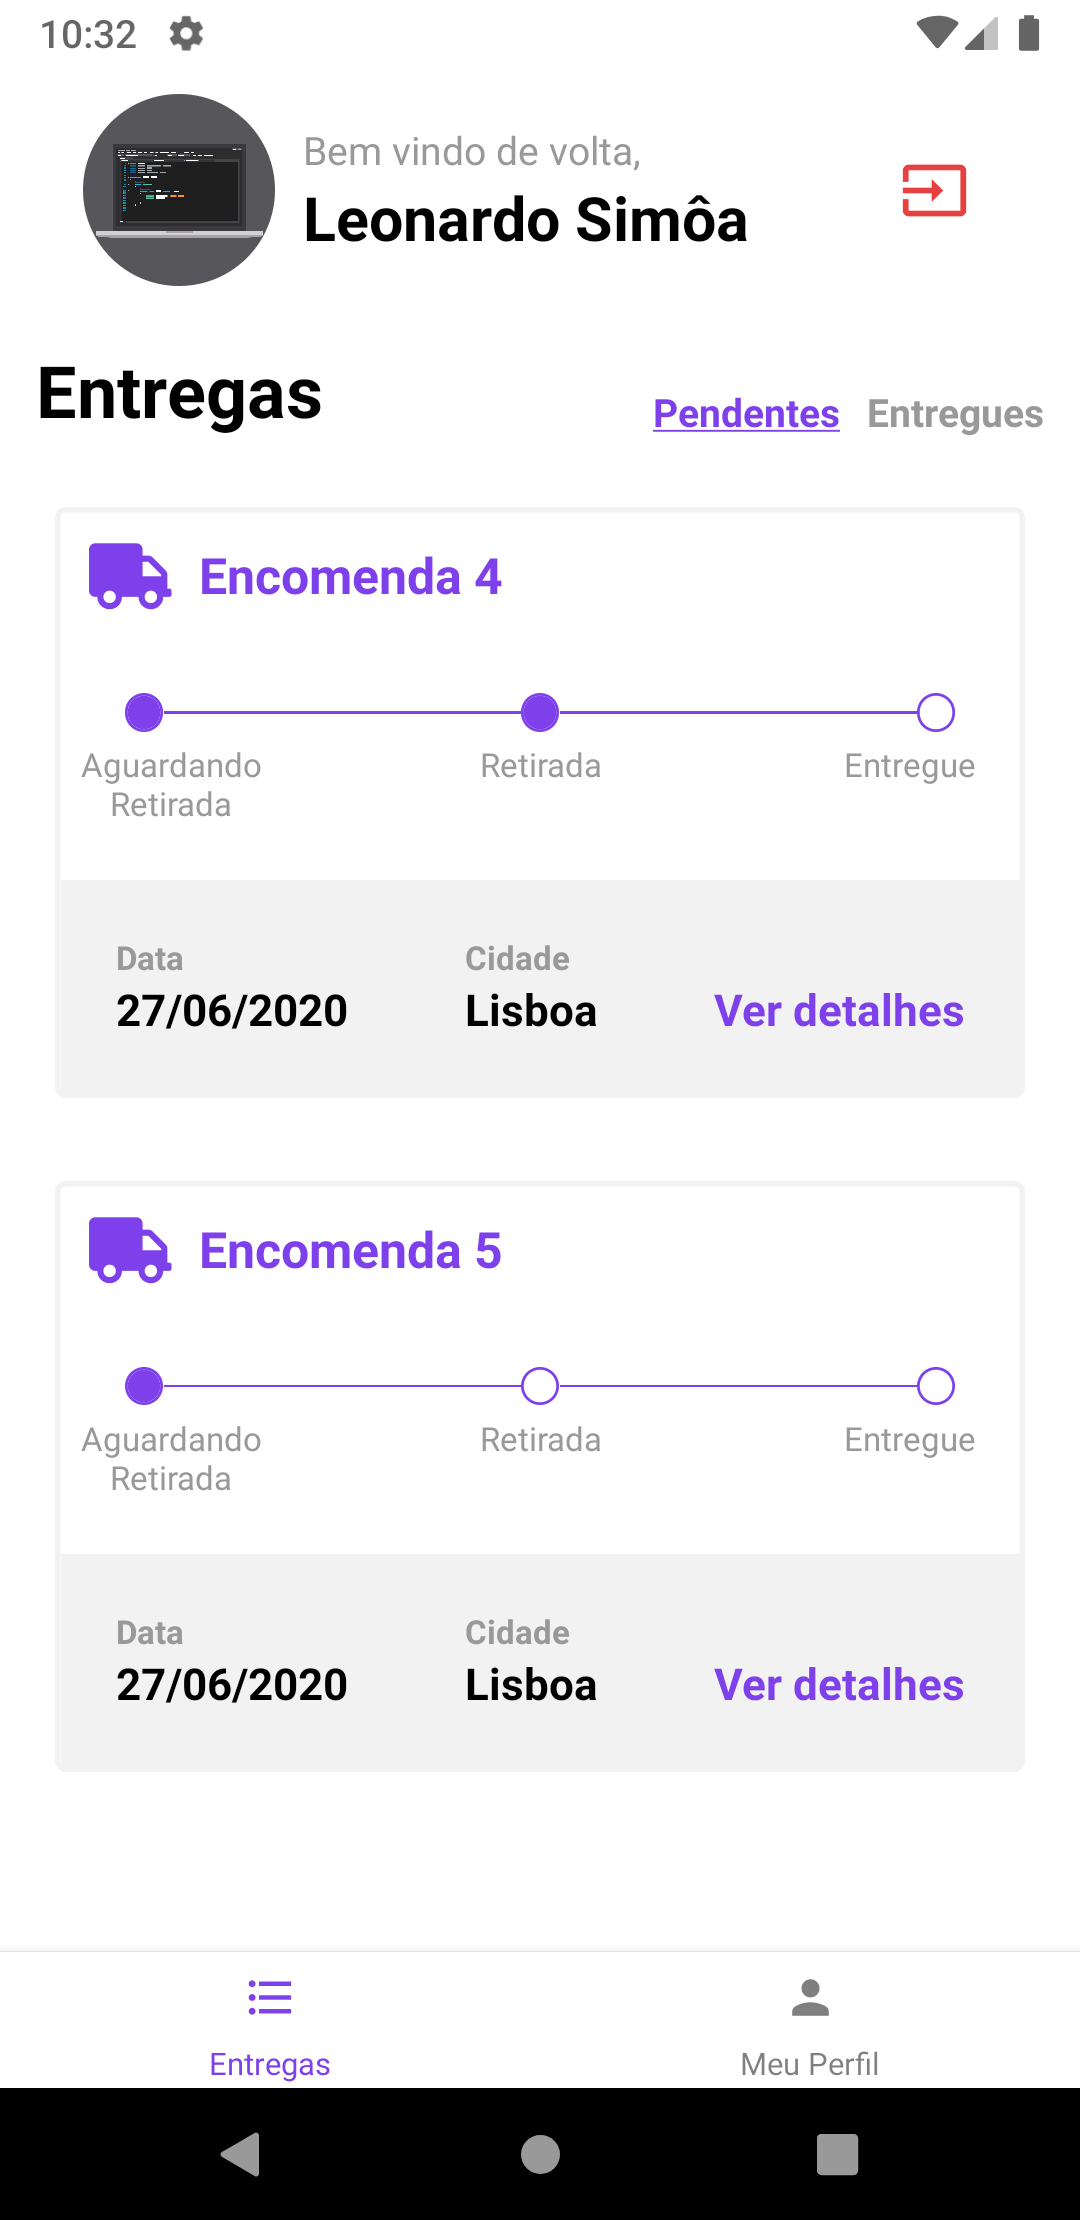 10:32
Bem vindo de volta,
Leonardo Simôa
Entregas
Pendentes Entregues
Encomenda 4
Aguardando Retirada Entregue
Retirada
Data Cidade
27/06/2020 Lisboa Ver detalhes
Encomenda 5
Aguardando Retirada Entregue
Retirada
Data Cidade
27/06/2020 Lisboa Ver detalhes
Entregas Meu Perfil